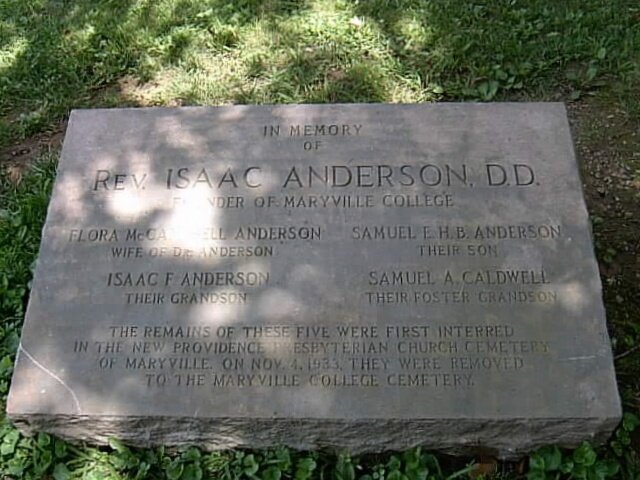 IN MEMORY
OF
REV. ISAAC ANDERSON, D.D.
FOUNDER OF MARYVILLE COLLEGE
FLORA McCAMPBELL ANDERSON SAMUEL E.H.B. ANDERSON
WIFE OF DR. ANDERSON THEIR SON
ISAAC F. ANDERSON SAMUEL A. CALDWELL
THEIR GRANDSON THEIR FOSTER GRANDSON
THE REMAINS OF THESE FIVE WERE FIRST INTERRED
IN THE NEW PROVIDENCE PRESBYTERIAN CHURCH CEMETERY
OF MARYVILLE. ON NOV. 4, 1933, THEY WERE REMOVED
TO THE MARYVILLE COLLEGE CEMETERY.